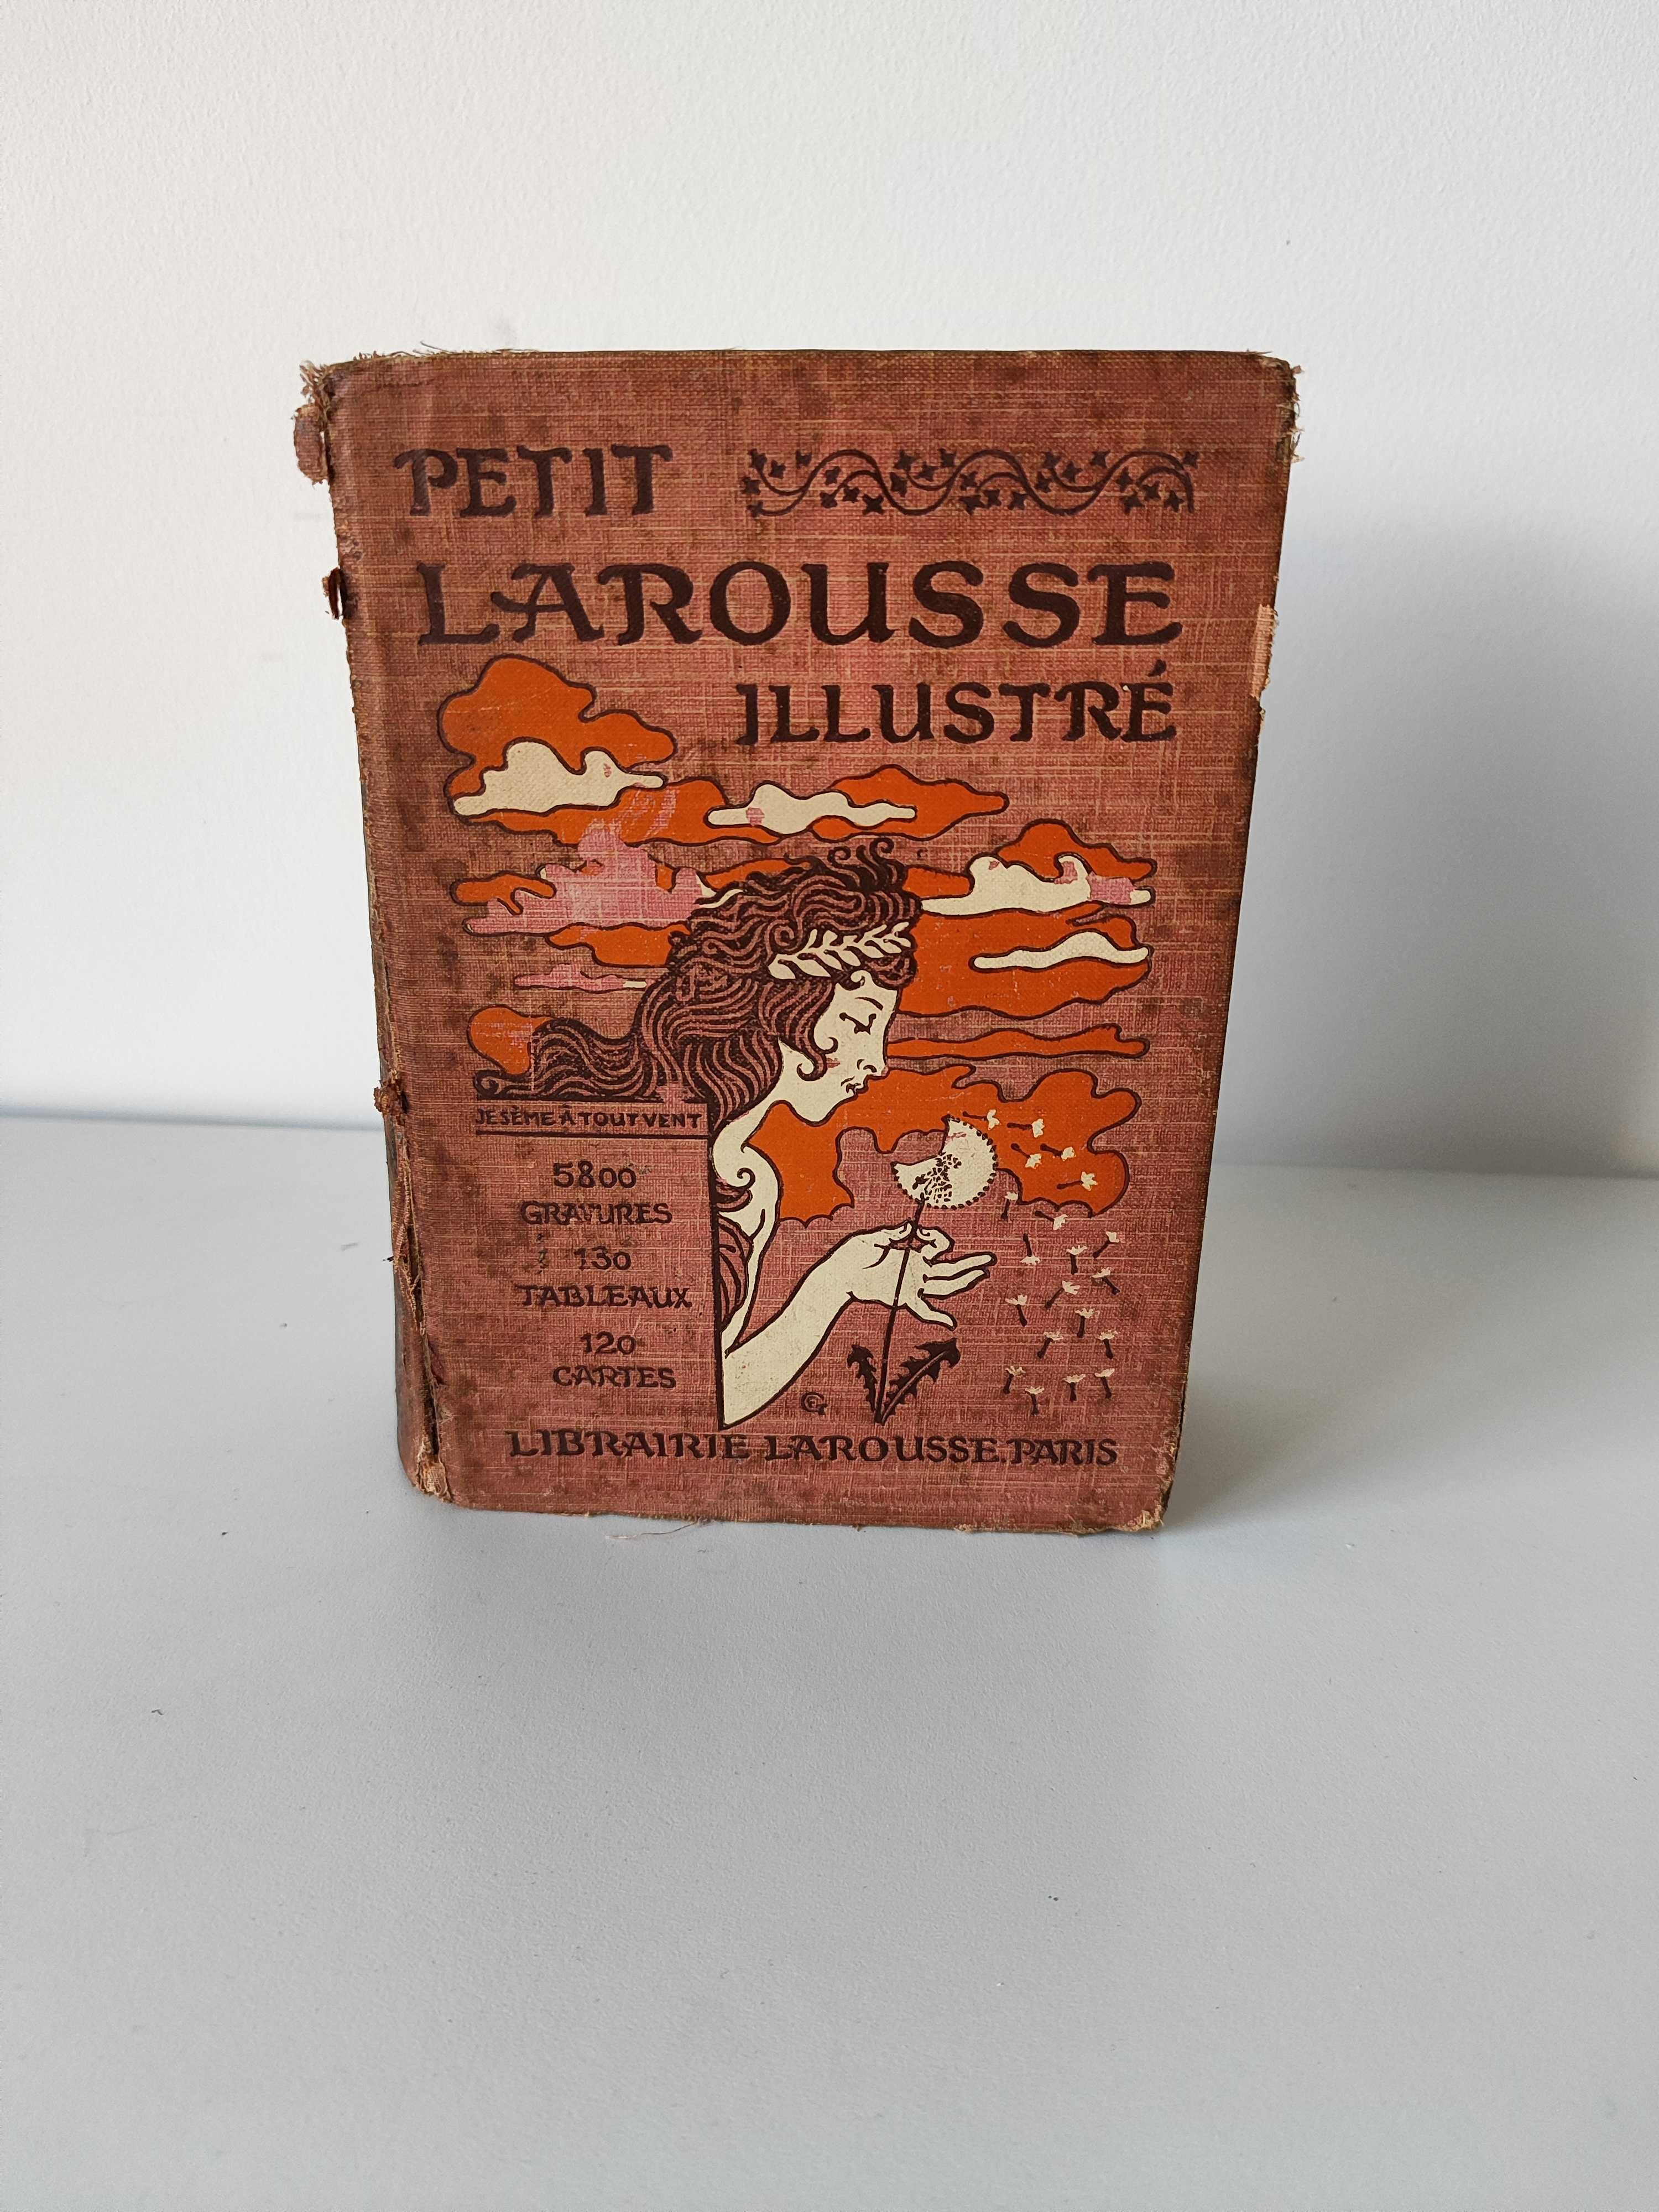 PETIT
LAROUSSE
ILLUSTRÉ
JE SÈME À TOUT VENT
5800
GRAVURES
130
TABLEAUX
120
CARTES
LIBRAIRIE LAROUSSE. PARIS